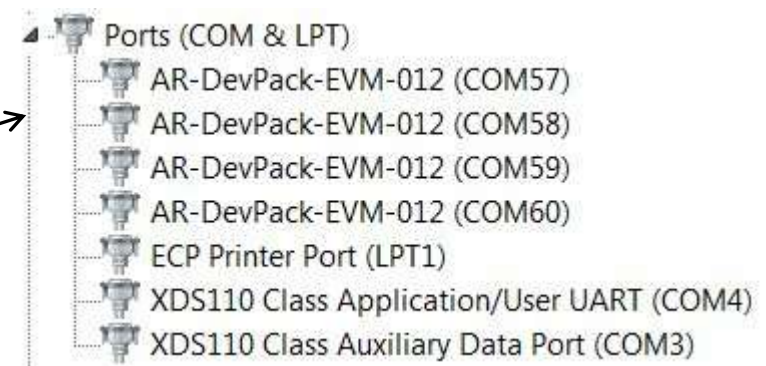 Ports (COM & LPT)
AR-DevPack-EVM-012 (COM57)
AR-DevPack-EVM-012 (COM58)
AR-DevPack-EVM-012 (COM59)
AR-DevPack-EVM-012 (COM60)
ECP Printer Port (LPT1)
XDS110 Class Application/User UART (COM4)
XDS110 Class Auxiliary Data Port (COM3)